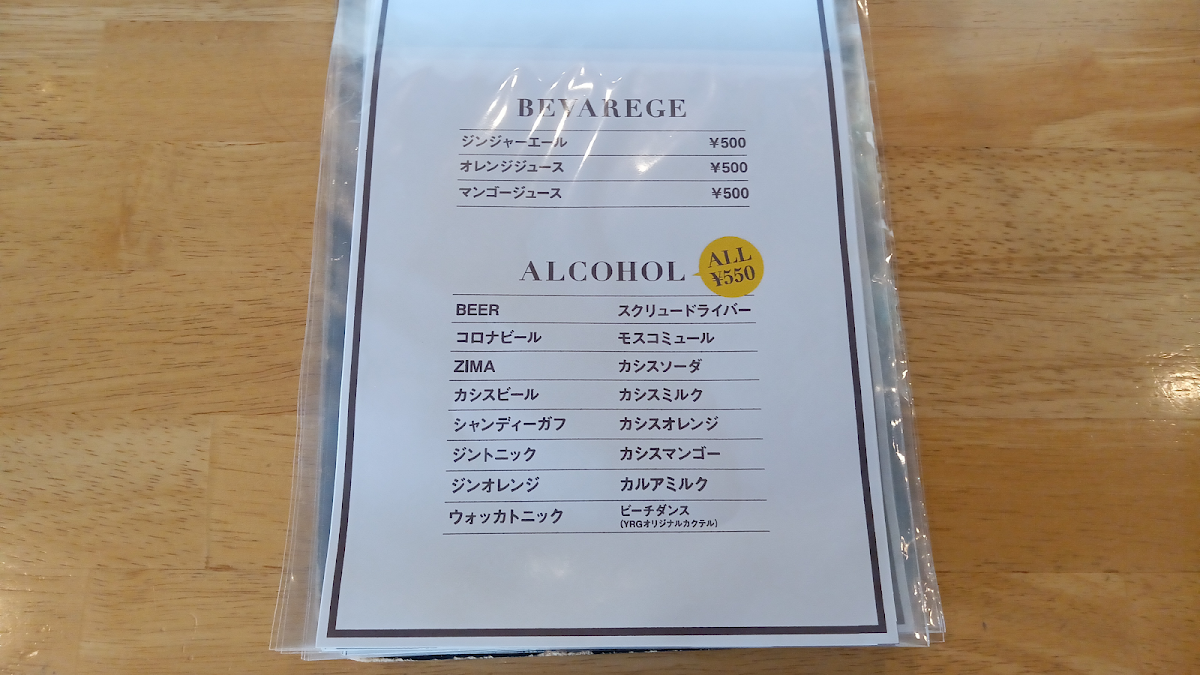 BEVAREGE
ジンジャーエール ¥500
オレンジジュース ¥500
マンゴージュース ¥500
ALCOHOL
ALL
¥550
BEER スクリュードライバー
コロナビール モスコミュール
ZIMA カシスソーダ
カシスビール カシスミルク
シャンディーガフ カシスオレンジ
ジントニック カシスマンゴー
ジンオレンジ カルアミルク
ウォッカトニック ビーチダンス
(YRGオリジナルカクテル)